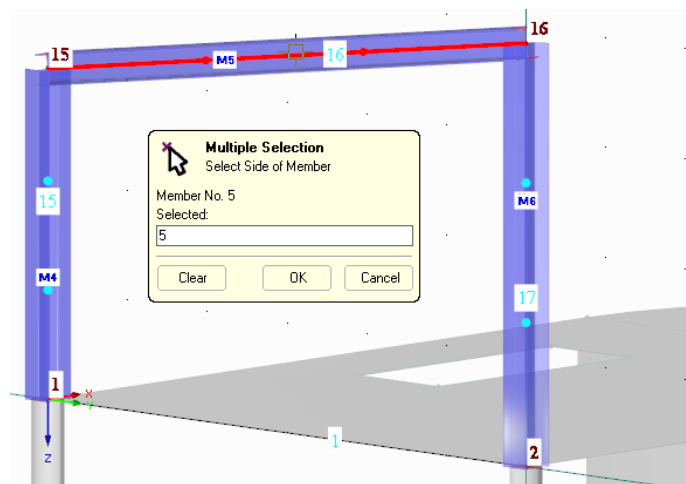 16
15
M5
16
Multiple Selection
Select Side of Member
Member No. 5
Selected:
5
Clear
OK
Cancel
15
M4
M6
17
1
X
Y
Z
1
2